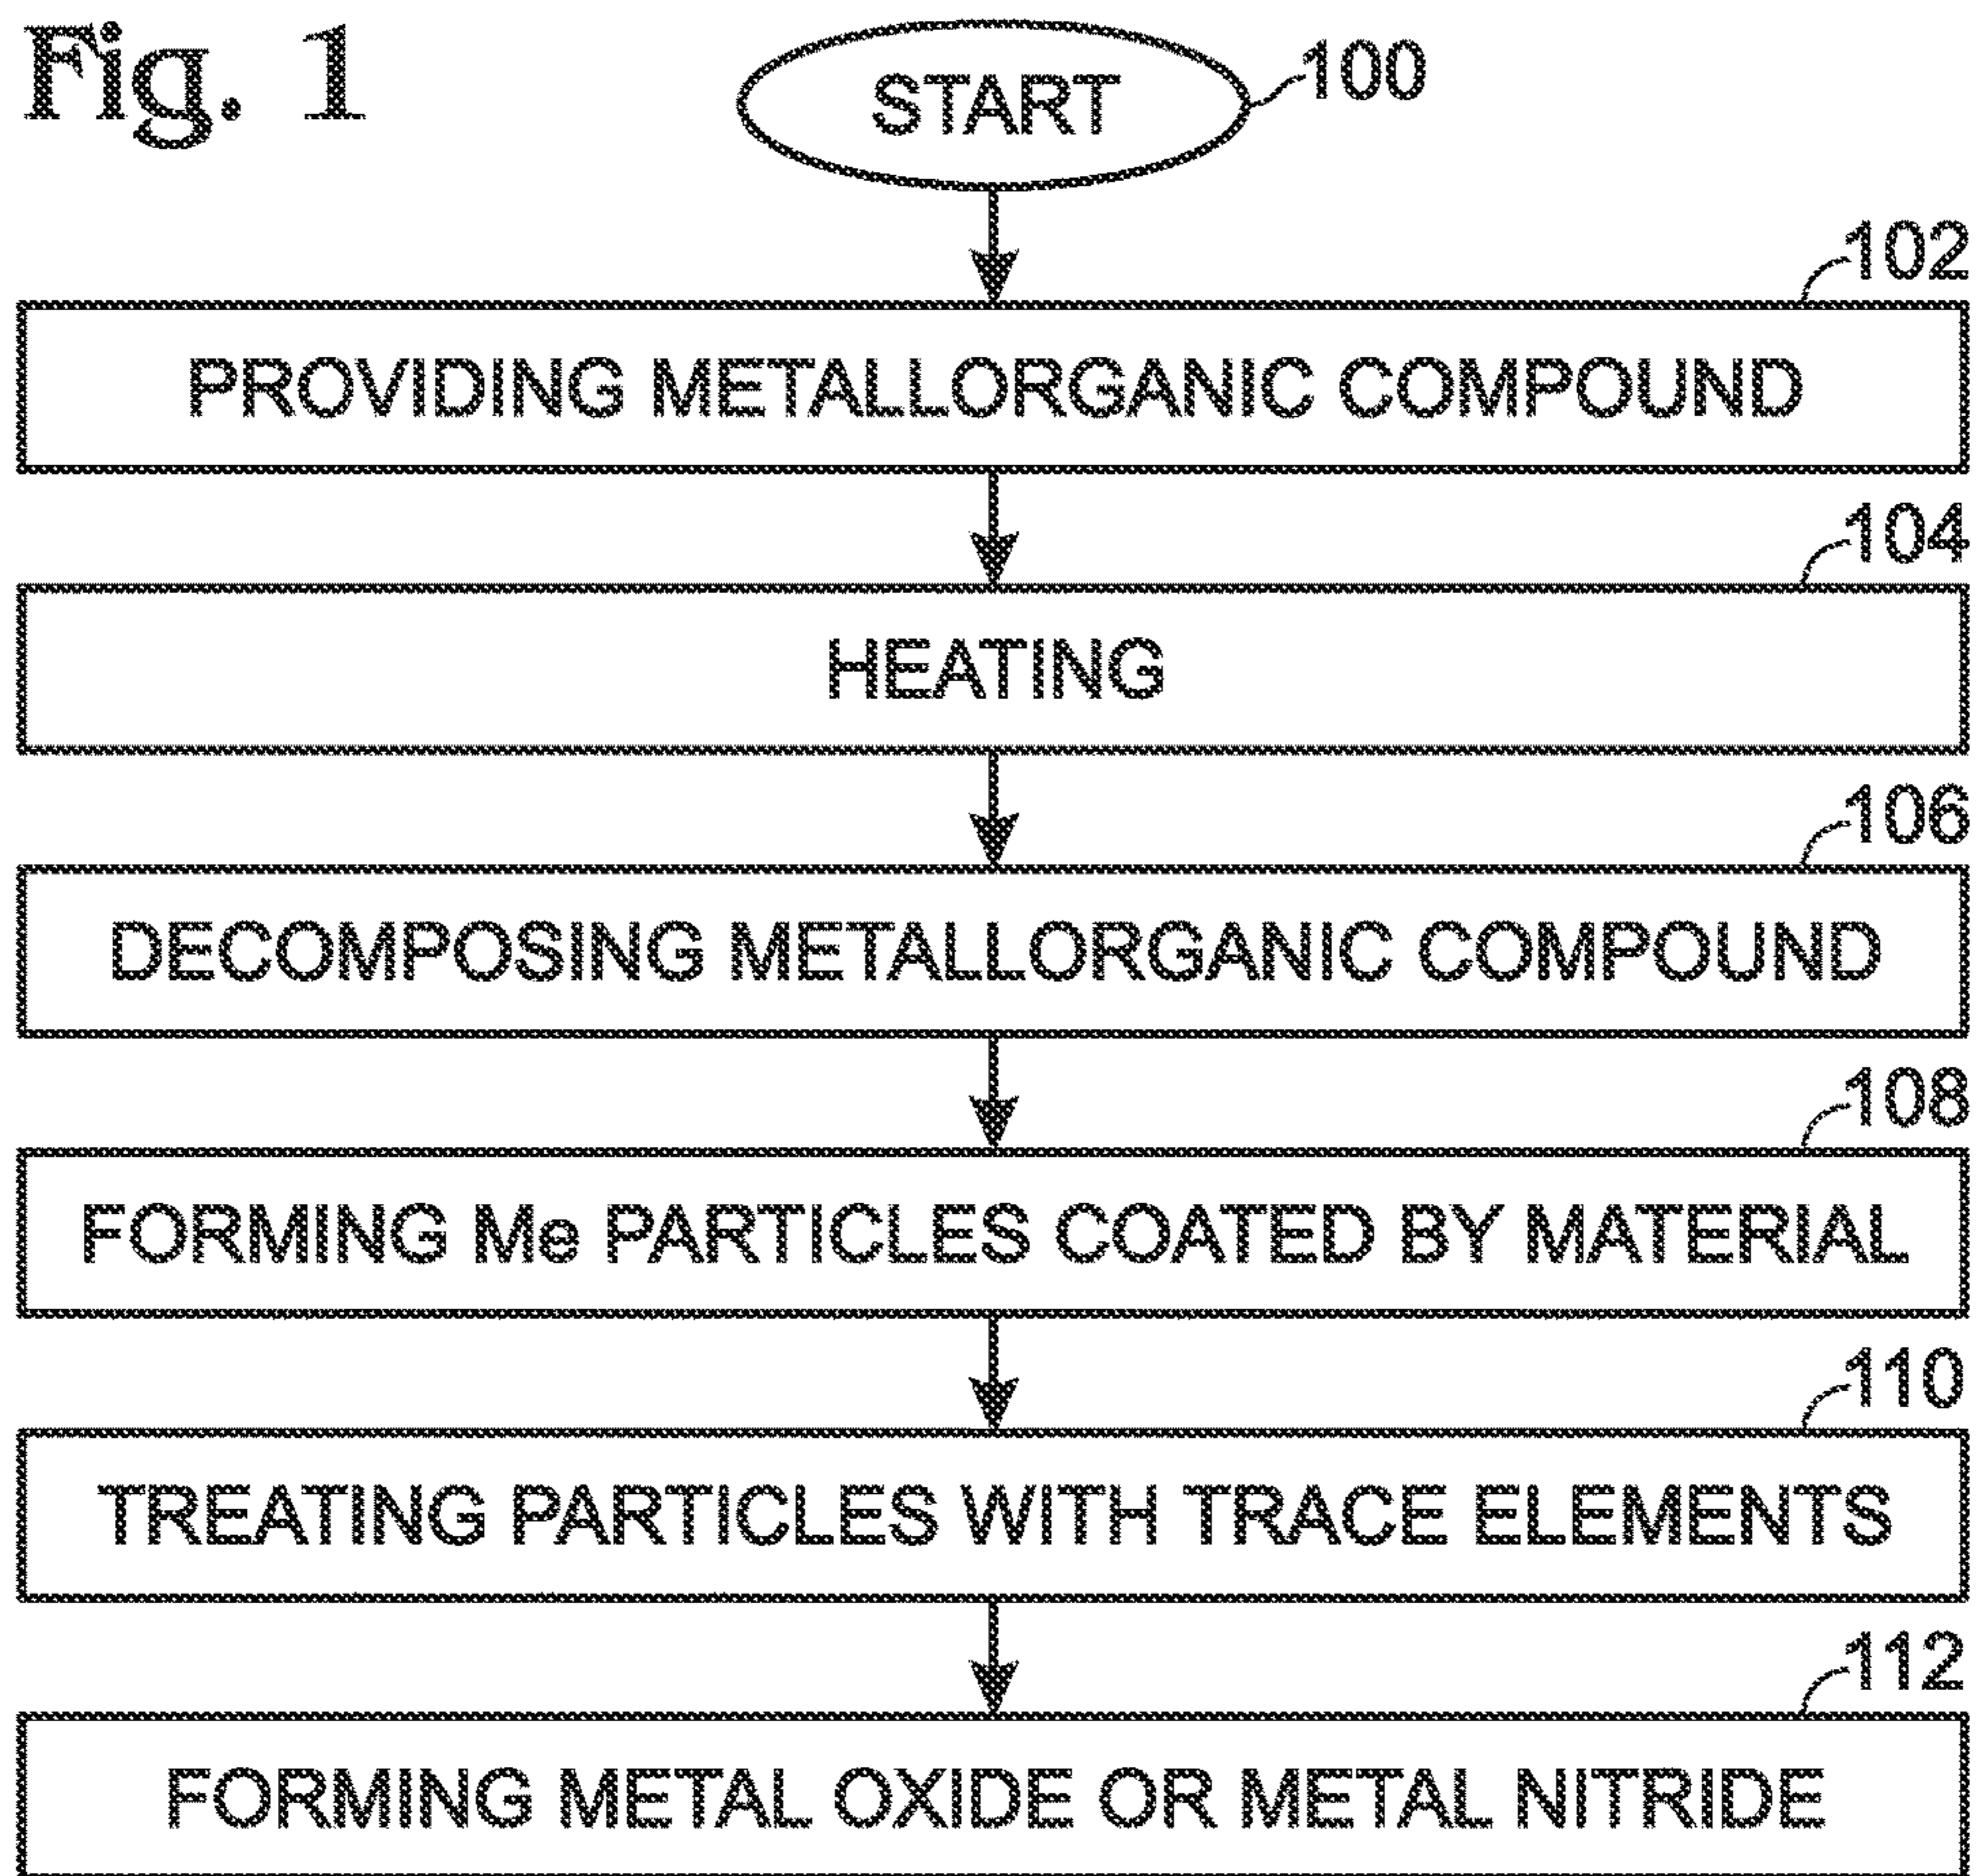 Fig. 1
START
100
102
PROVIDING METALLORGANIC COMPOUND
104
HEATING
106
DECOMPOSING METALLORGANIC COMPOUND
108
FORMING Me PARTICLES COATED BY MATERIAL
110
TREATING PARTICLES WITH TRACE ELEMENTS
112
FORMING METAL OXIDE OR METAL NITRIDE